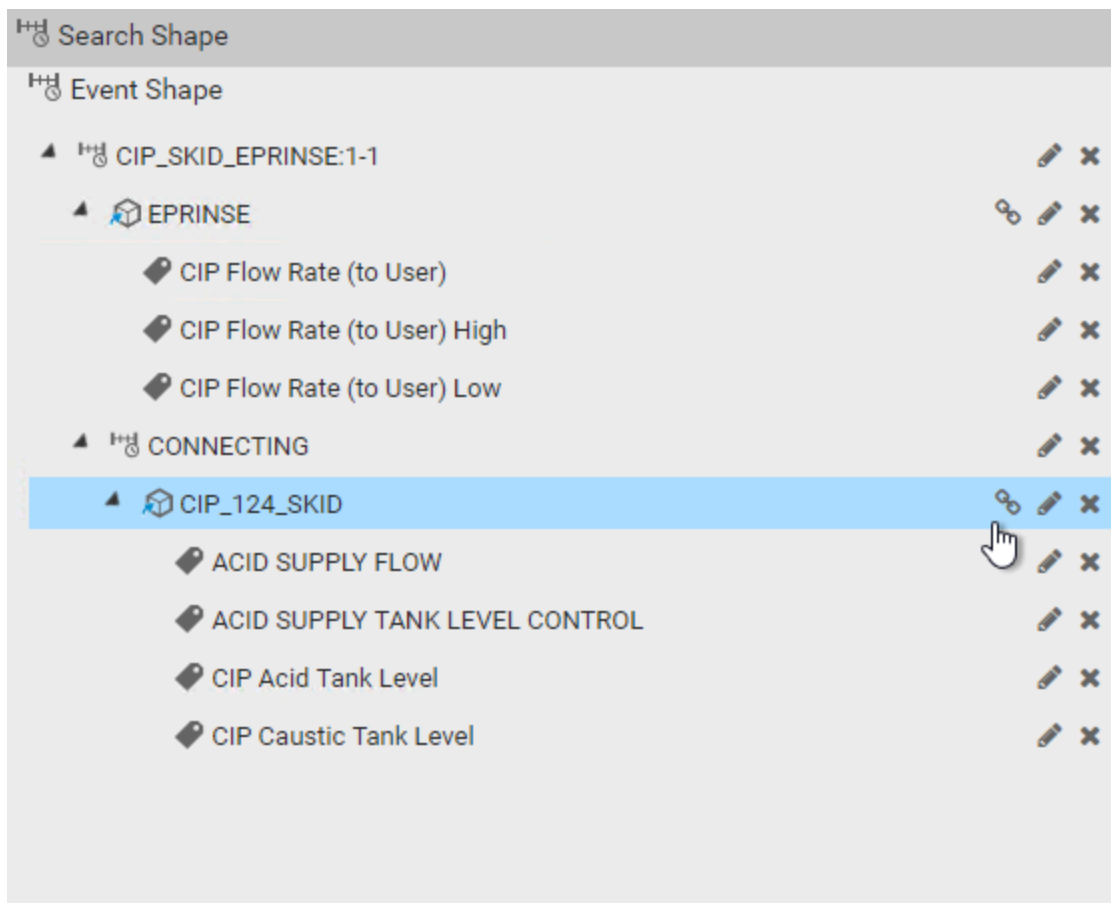 Search Shape
Event Shape
CIP_SKID_EPRINSE:1-1
EPRINSE
CIP Flow Rate (to User)
CIP Flow Rate (to User) High
CIP Flow Rate (to User) Low
CONNECTING
CIP_124_SKID
ACID SUPPLY FLOW
ACID SUPPLY TANK LEVEL CONTROL
CIP Acid Tank Level
CIP Caustic Tank Level